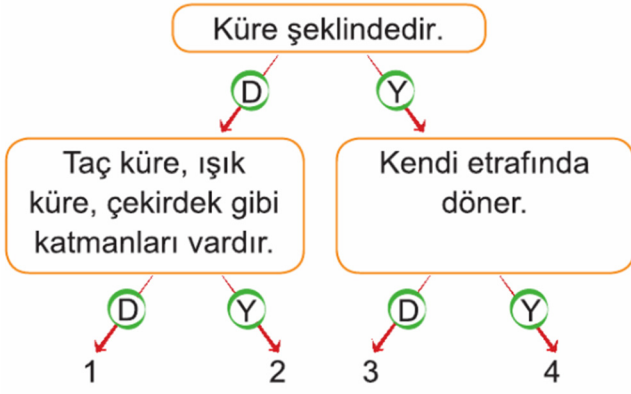 Küre şeklindedir.
D
Y
Taç küre, ışık
küre, çekirdek gibi
katmanları vardır.
Kendi etrafında
döner.
D
Y
D
Y
1
2
3
4